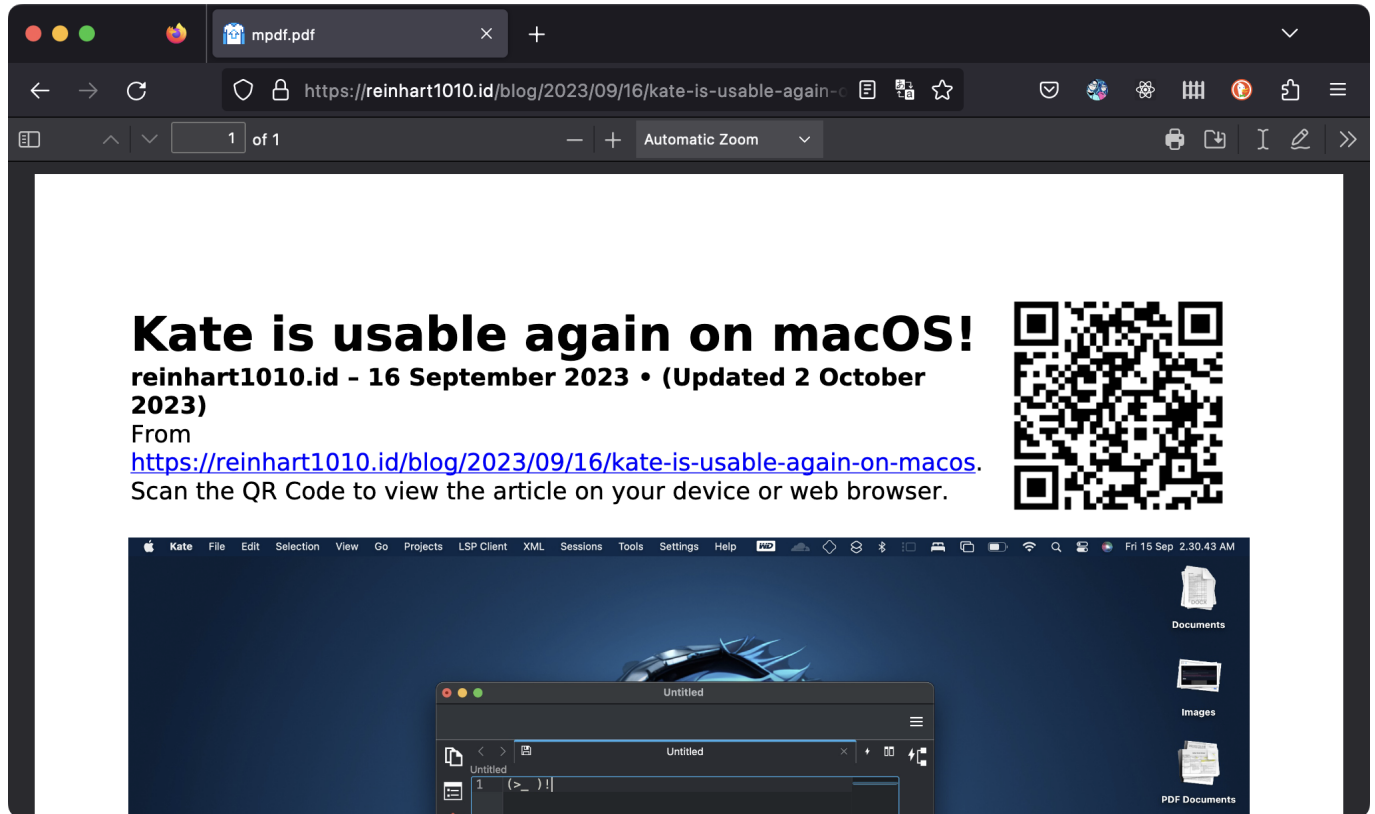 mpdf.pdf
https://reinhart1010.id/blog/2023/09/16/kate-is-usable-again-o
1 of 1
Automatic Zoom
Kate is usable again on macOS!
reinhart1010.id – 16 September 2023 • (Updated 2 October
2023)
From
https://reinhart1010.id/blog/2023/09/16/kate-is-usable-again-on-macos.
Scan the QR Code to view the article on your device or web browser.
Kate File Edit Selection View Go Projects LSP Client XML Sessions Tools Settings Help WD Fri 15 Sep 2.30.43 AM
DOCX
Documents
Images
Untitled
Untitled
Untitled
1 (>_ )!
PDF Documents